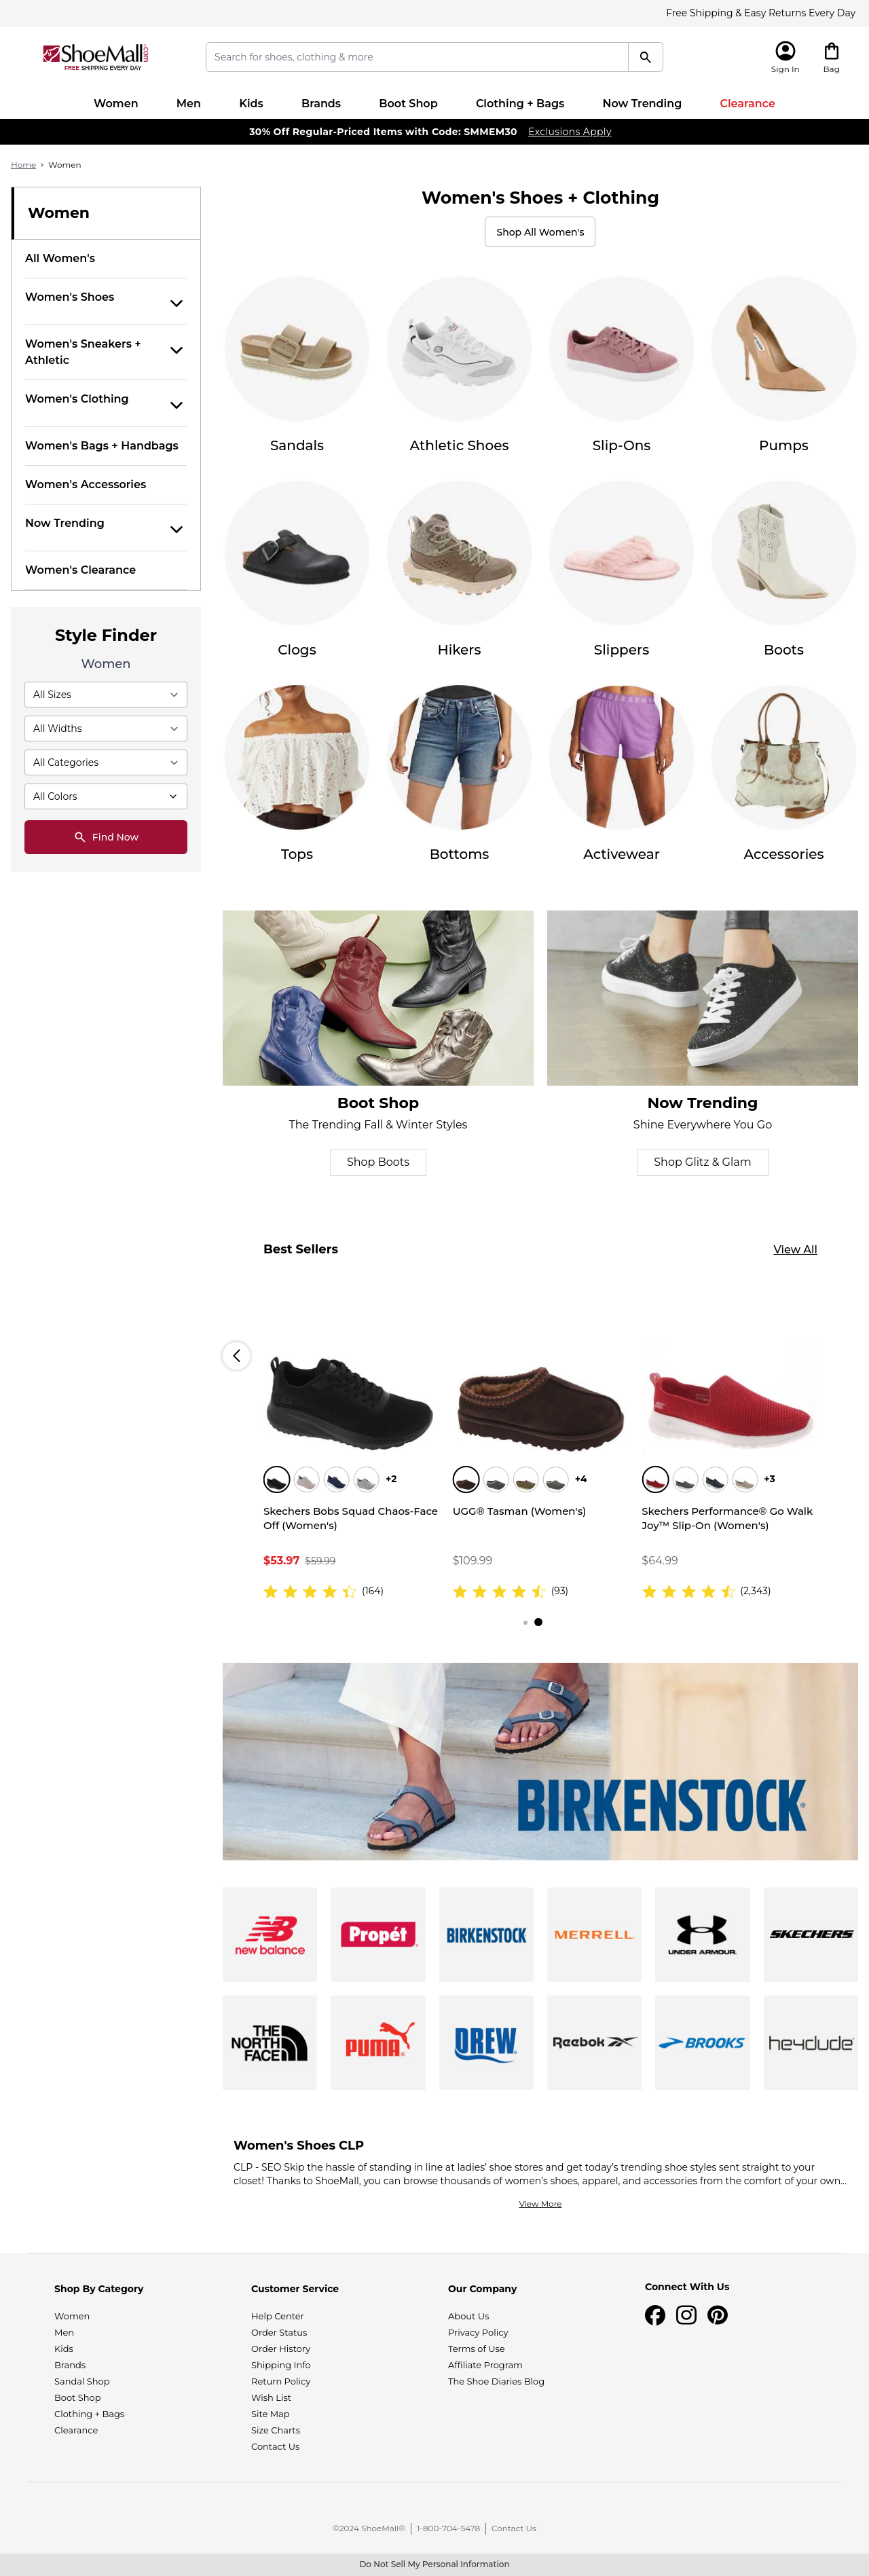 Free Shipping & Easy Returns Every Day
ShoeMall.com
FREE SHIPPING EVERY DAY
Search for shoes, clothing & more
Sign In
Bag
Women
Men
Kids
Brands
Boot Shop
Clothing + Bags
Now Trending
Clearance
30% Off Regular-Priced Items with Code: SMMEM30 Exclusions Apply
Home > Women
Women
All Women's
Women's Shoes
Women's Sneakers +
Athletic
Women's Clothing
Women's Bags + Handbags
Women's Accessories
Now Trending
Women's Clearance
Style Finder
Women
All Sizes
All Widths
All Categories
All Colors
Find Now
Women's Shoes + Clothing
Shop All Women's
Sandals
Athletic Shoes
Slip-Ons
Pumps
Clogs
Hikers
Slippers
Boots
UNDER ARMOUR
Tops
Bottoms
Activewear
Accessories
Boot Shop
The Trending Fall & Winter Styles
Shop Boots
Now Trending
Shine Everywhere You Go
Shop Glitz & Glam
Best Sellers
View All
+2
Skechers Bobs Squad Chaos-Face
Off (Women's)
$53.97 $59.99
(164)
+4
UGG® Tasman (Women's)
$109.99
(93)
+3
Skechers Performance® Go Walk
Joy™ Slip-On (Women's)
$64.99
(2,343)
BIRKENSTOCK®
new balance
Propét®
BIRKENSTOCK
MERRELL
UNDER ARMOUR.
SKECHERS
THE
NORTH
FACE
PUMA®
DREW
Reebok
BROOKS
heydude
Women's Shoes CLP
CLP - SEO Skip the hassle of standing in line at ladies’ shoe stores and get today’s trending shoe styles sent straight to your
closet! Thanks to ShoeMall, you can browse thousands of women’s shoes, apparel, and accessories from the comfort of your own...
View More
Shop By Category
Women
Men
Kids
Brands
Sandal Shop
Boot Shop
Clothing + Bags
Clearance
Customer Service
Help Center
Order Status
Order History
Shipping Info
Return Policy
Wish List
Site Map
Size Charts
Contact Us
Our Company
About Us
Privacy Policy
Terms of Use
Affiliate Program
The Shoe Diaries Blog
Connect With Us
©2024 ShoeMall® | 1-800-704-5478 | Contact Us
Do Not Sell My Personal Information